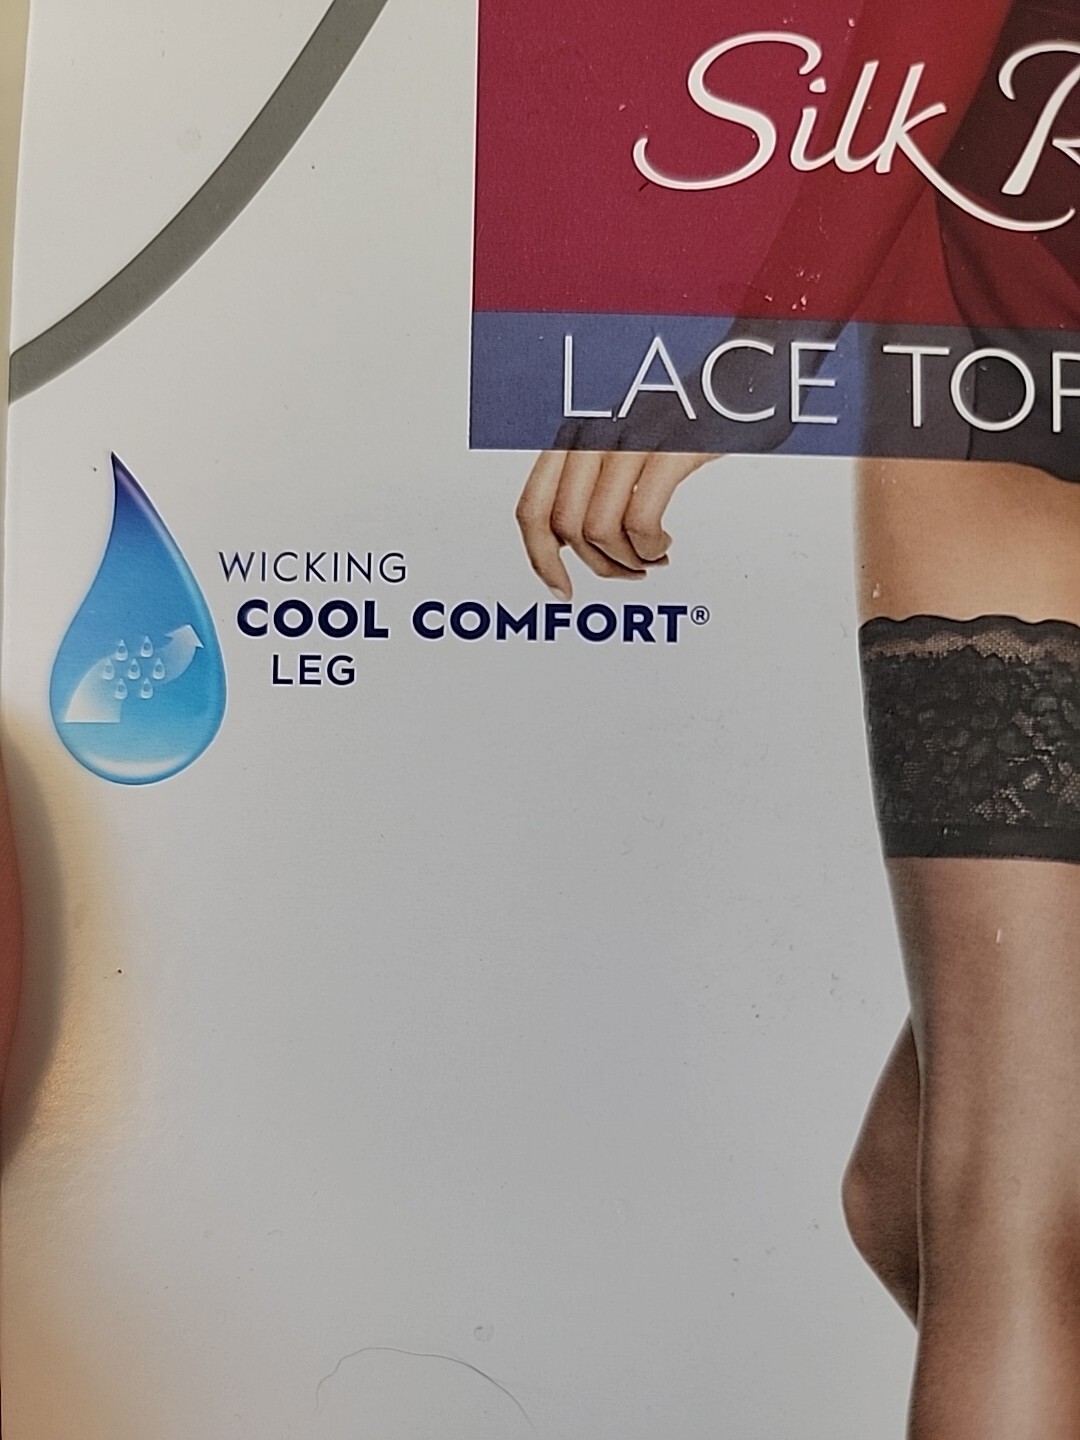 Silk
LACE TOP
WICKING
COOL COMFORT®
LEG